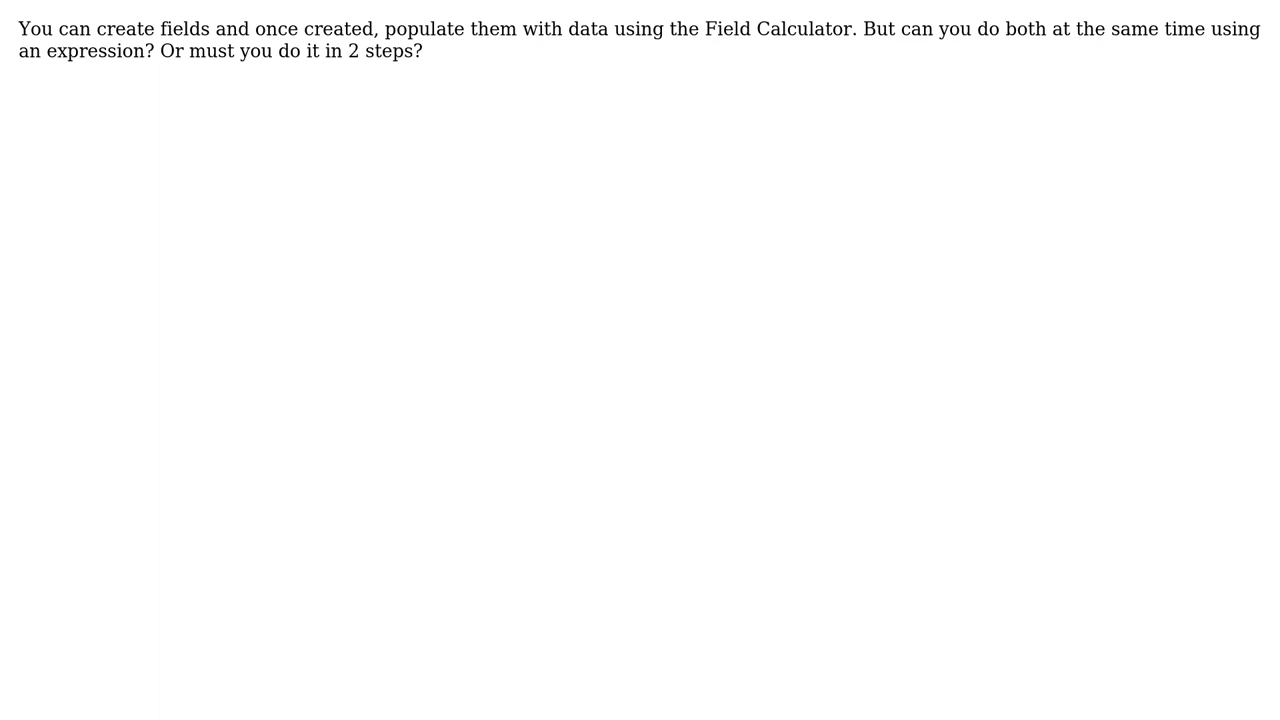 You can create fields and once created, populate them with data using the Field Calculator. But can you do both at the same time using
an expression? Or must you do it in 2 steps?